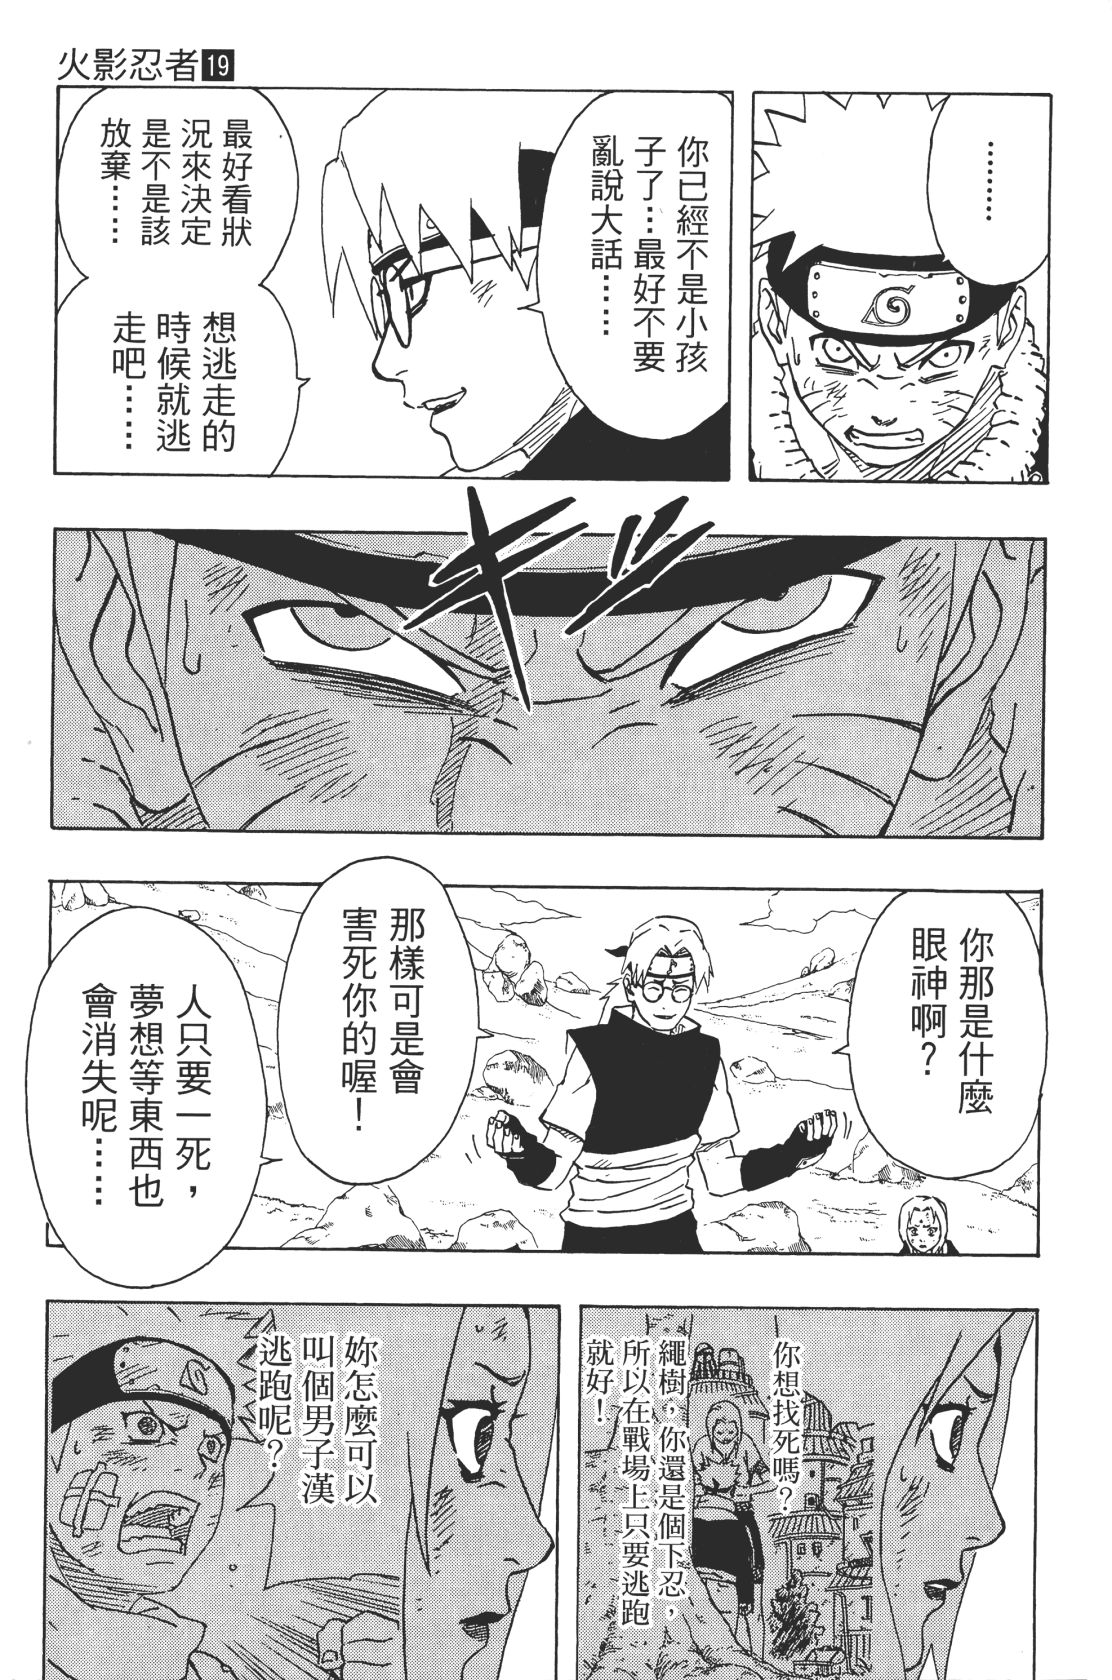 火影忍者19
………
你已經不是小孩
子了…最好不要
亂說大話……
最好看狀
況來決定
是不是該
放棄……
想逃走的
時候就逃
走吧……
ギッ
你那是什麼
眼神啊？
那樣可是會
害死你的喔！
人只要一死，
夢想等東西也
會消失呢……
你想找死嗎？
繩樹，你還是個下忍，
所以在戰場上只要逃跑
就好！
妳怎麼可以
叫個男子漢
逃跑呢？